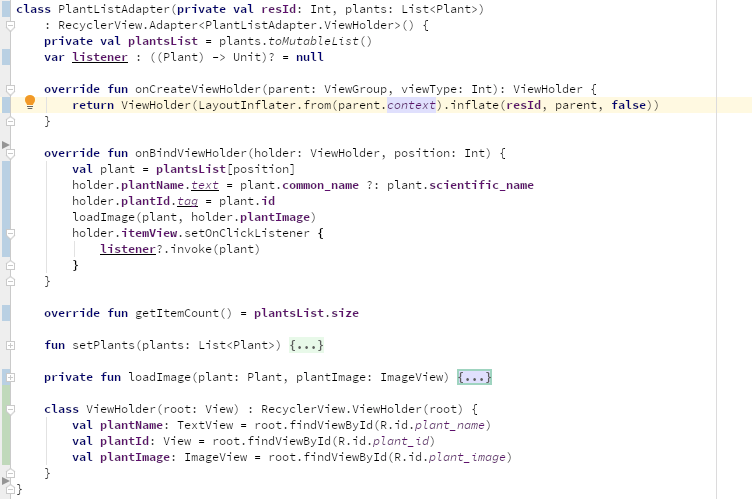 class PlantListAdapter(private val resId: Int, plants: List<Plant>)
    : RecyclerView.Adapter<PlantListAdapter.ViewHolder>() {
    private val plantsList = plants.toMutableList()
    var listener : ((Plant) -> Unit)? = null

    override fun onCreateViewHolder(parent: ViewGroup, viewType: Int): ViewHolder {
        return ViewHolder(LayoutInflater.from(parent.context).inflate(resId, parent, false))
    }

    override fun onBindViewHolder(holder: ViewHolder, position: Int) {
        val plant = plantsList[position]
        holder.plantName.text = plant.common_name ?: plant.scientific_name
        holder.plantId.tag = plant.id
        loadImage(plant, holder.plantImage)
        holder.itemView.setOnClickListener {
            listener?.invoke(plant)
        }
    }

    override fun getItemCount() = plantsList.size

    fun setPlants(plants: List<Plant>) {...}

    private fun loadImage(plant: Plant, plantImage: ImageView) {...}

    class ViewHolder(root: View) : RecyclerView.ViewHolder(root) {
        val plantName: TextView = root.findViewById(R.id.plant_name)
        val plantId: View = root.findViewById(R.id.plant_id)
        val plantImage: ImageView = root.findViewById(R.id.plant_image)
    }
}